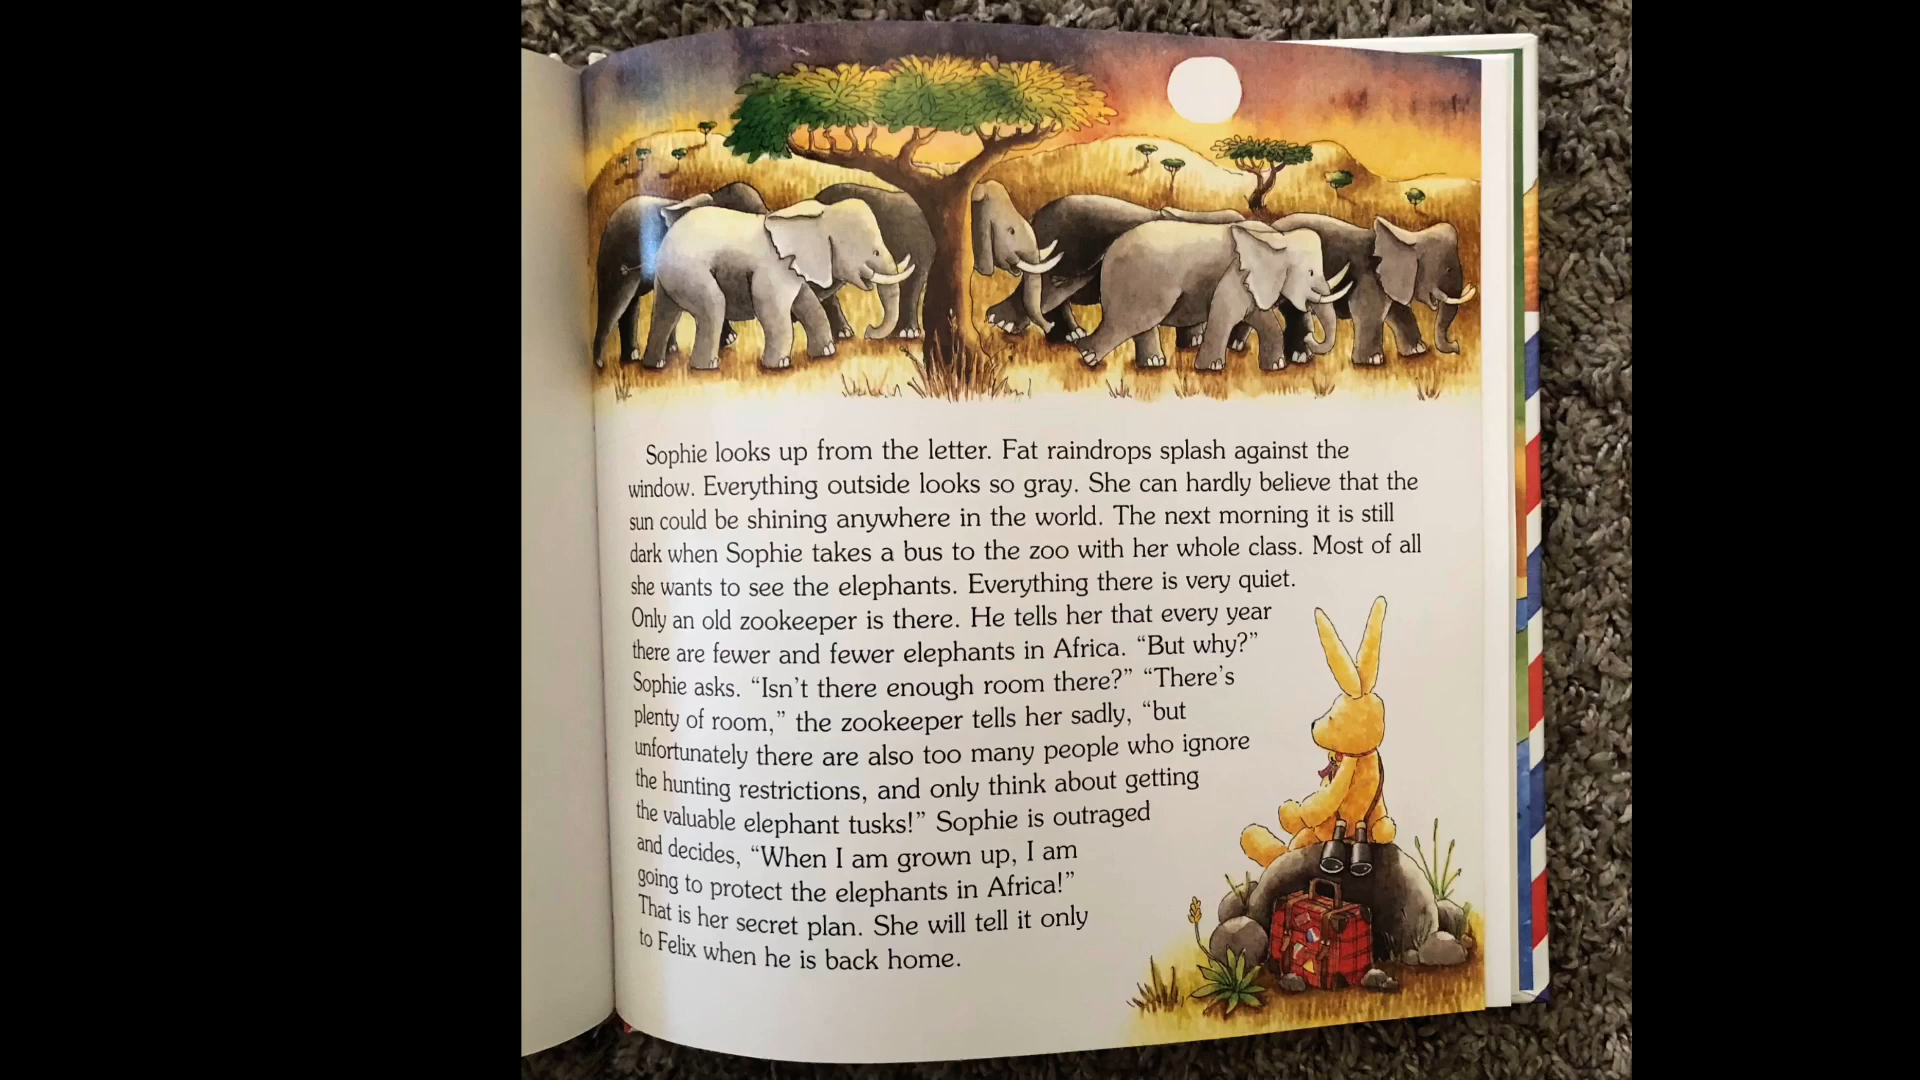 Sophie looks up from the letter. Fat raindrops splash against the
window. Everything outside looks so gray. She can hardly believe that the
sun could be shining anywhere in the world. The next morning it is still
dark when Sophie takes a bus to the zoo with her whole class. Most of all
she wants to see the elephants. Everything there is very quiet.
Only an old zookeeper is there. He tells her that every year
there are fewer and fewer elephants in Africa. “But why?”
Sophie asks. “Isn’t there enough room there?” “There’s
plenty of room,” the zookeeper tells her sadly, “but
unfortunately there are also too many people who ignore
the hunting restrictions, and only think about getting
the valuable elephant tusks!” Sophie is outraged
and decides, “When I am grown up, I am
going to protect the elephants in Africa!”
That is her secret plan. She will tell it only
to Felix when he is back home.